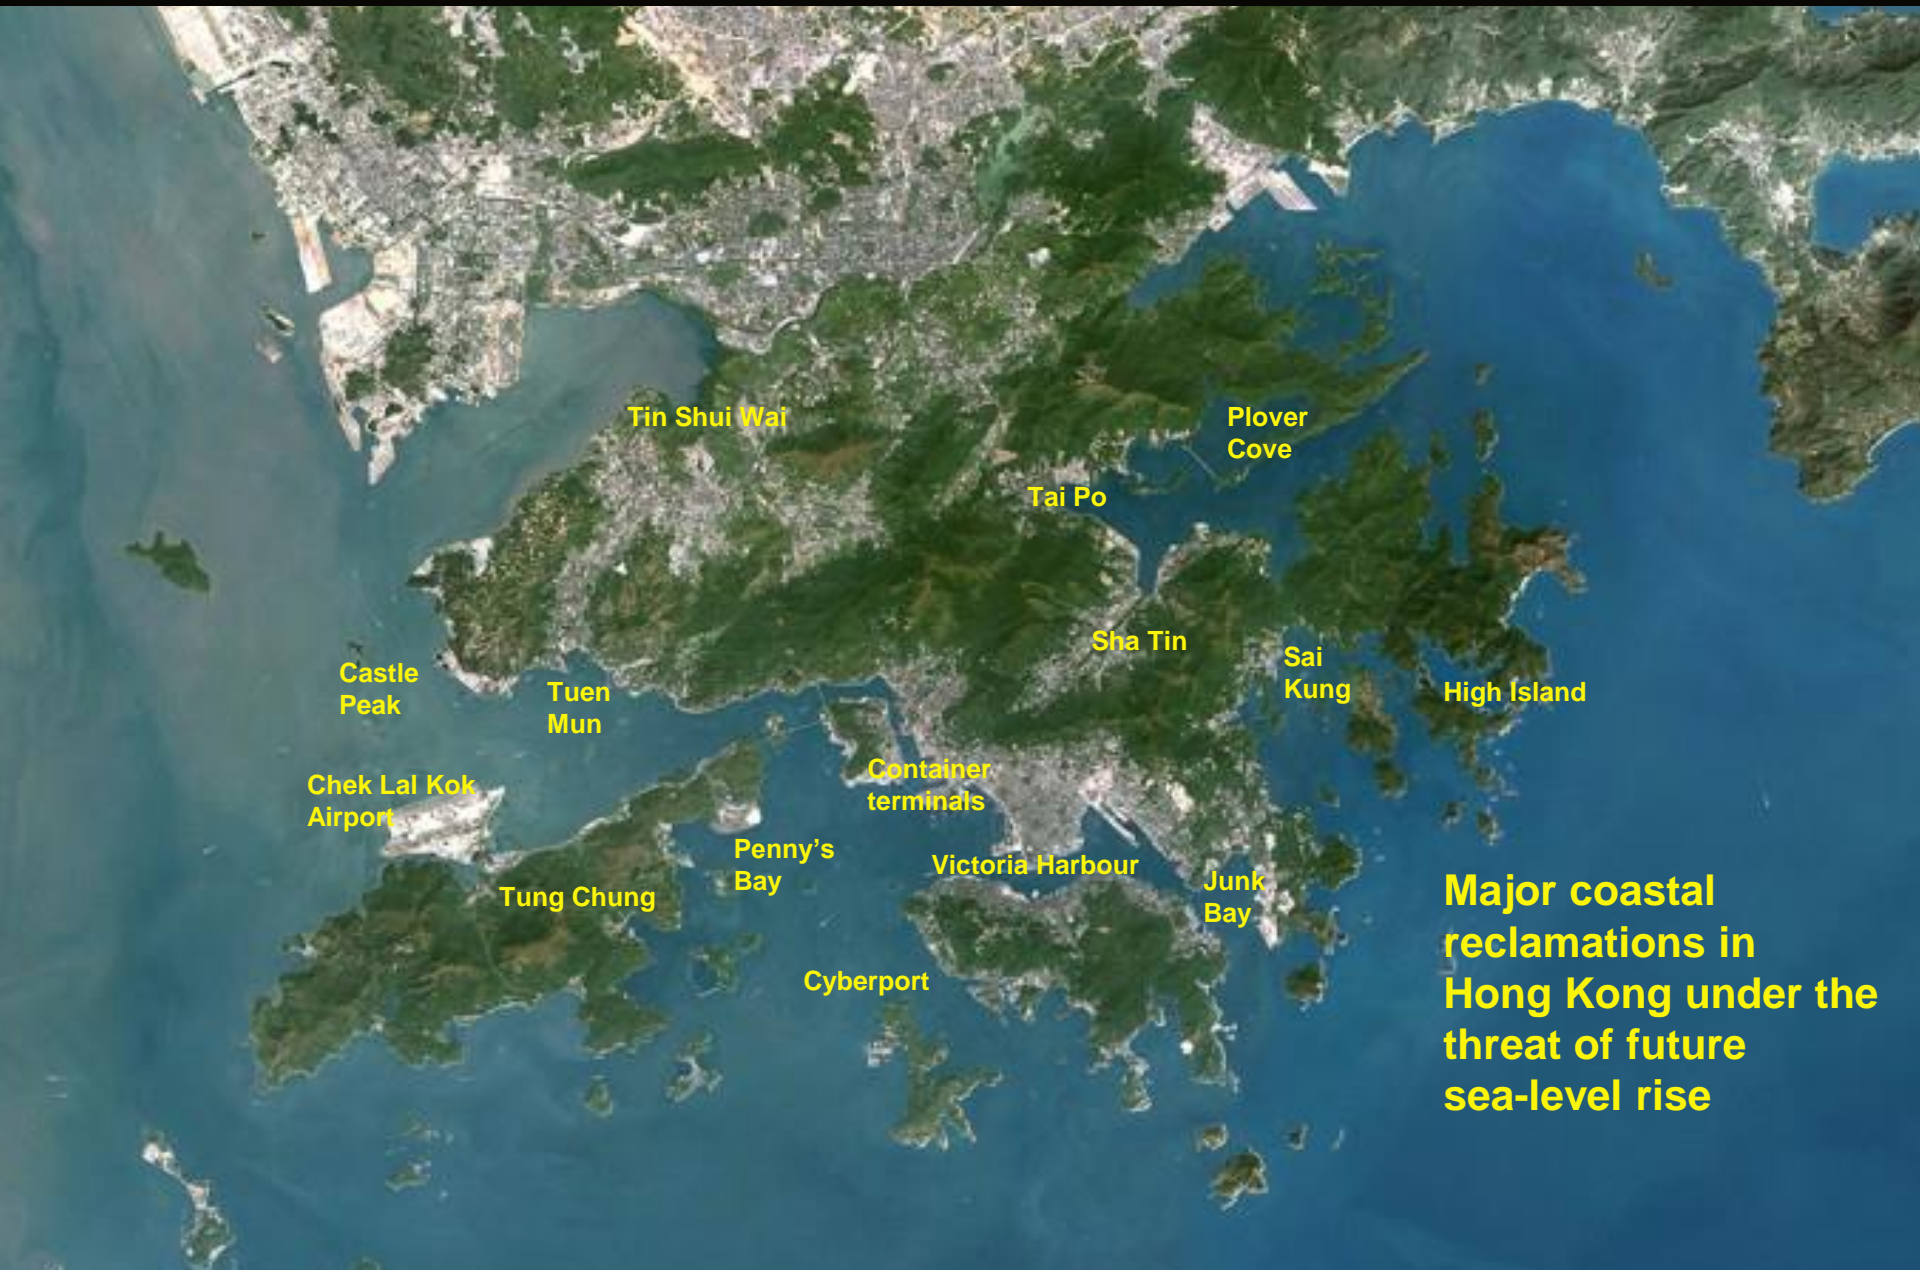 Tin Shui Wai
Plover
Cove
Tai Po
Sha Tin
Sai
Kung
High Island
Castle
Peak
Tuen
Mun
Chek Lal Kok
Airport
Container
terminals
Penny’s
Bay
Victoria Harbour
Junk
Bay
Tung Chung
Cyberport
Major coastal
reclamations in
Hong Kong under the
threat of future
sea-level rise